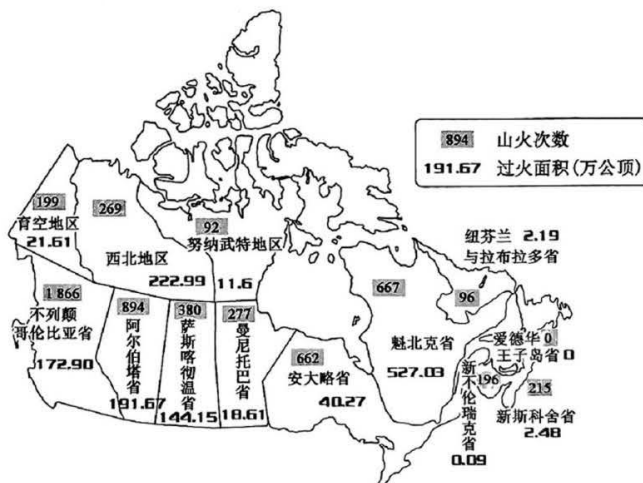 894 山火次数
191.67 过火面积(万公顷)
199
育空地区
21.61
269
西北地区
222.99
92
努纳武特地区
11.6
纽芬兰 2.19
与拉布拉多省
96
1 866
不列颠
哥伦比亚省
172.90
894
阿尔伯塔省
191.67
380
萨斯喀彻温省
144.15
277
曼尼托巴省
18.61
662
安大略省
40.27
667
魁北克省
527.03
爱德华 0
王子岛省 0
新不伦瑞克省
196
0.09
215
新斯科舍省
2.48